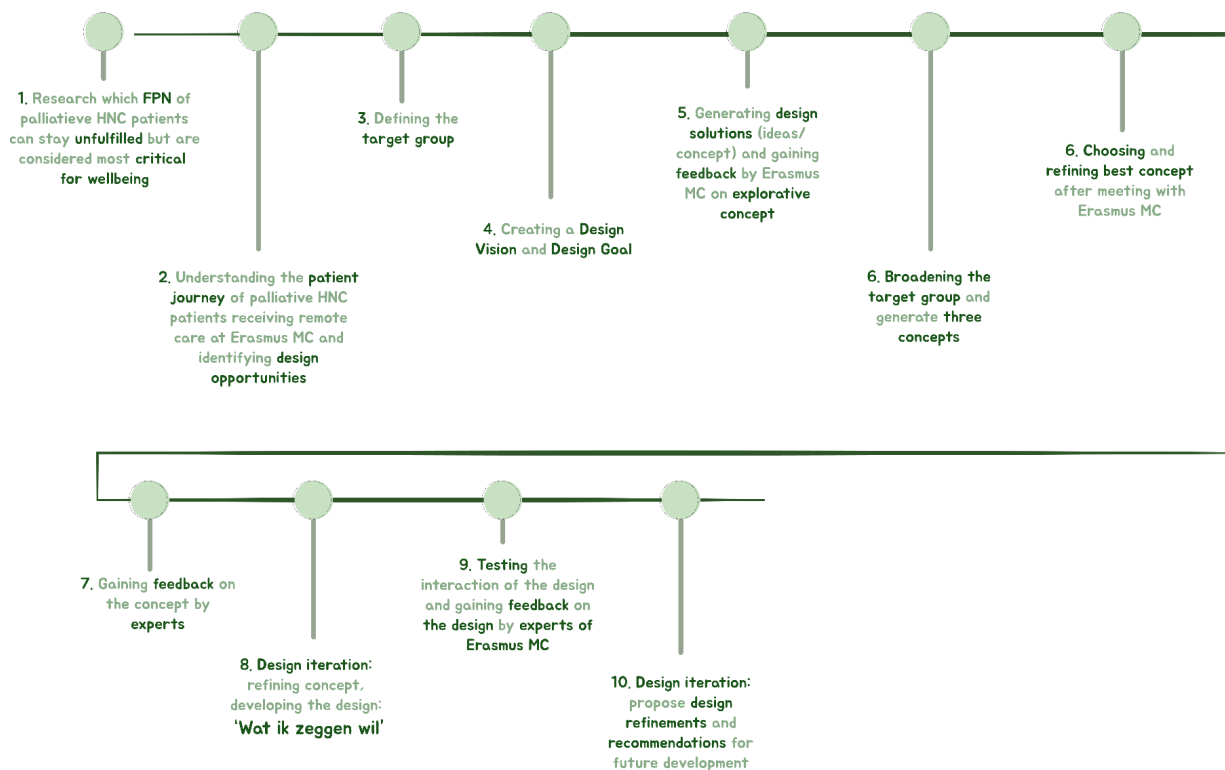 1. Research which FPN of
palliatieve HNC patients
can stay unfulfilled but are
considered most critical
for wellbeing
2. Understanding the patient
journey of palliative HNC
patients receiving remote
care at Erasmus MC and
identifying design
opportunities
3. Defining the
target group
4. Creating a Design
Vision and Design Goal
5. Generating design
solutions (ideas/
concept) and gaining
feedback by Erasmus
MC on explorative
concept
6. Broadening the
target group and
generate three
concepts
6. Choosing and
refining best concept
after meeting with
Erasmus MC
7. Gaining feedback on
the concept by
experts
8. Design iteration:
refining concept,
developing the design:
'Wat ik zeggen wil'
9. Testing the
interaction of the design
and gaining feedback on
the design by experts of
Erasmus MC
10. Design iteration:
propose design
refinements and
recommendations for
future development